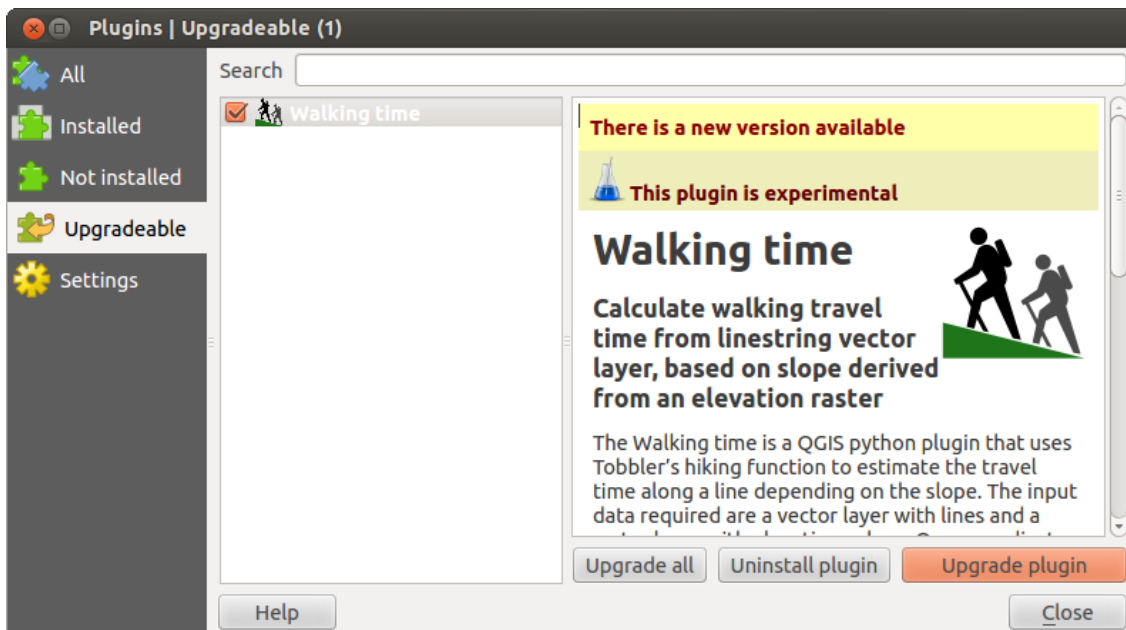 Plugins | Upgradeable (1)
All
Installed
Not installed
Upgradeable
Settings
Search
Walking time
There is a new version available
This plugin is experimental
Walking time
Calculate walking travel
time from linestring vector
layer, based on slope derived
from an elevation raster
The Walking time is a QGIS python plugin that uses
Tobbler's hiking function to estimate the travel
time along a line depending on the slope. The input
data required are a vector layer with lines and a
Upgrade all
Uninstall plugin
Upgrade plugin
Help
Close